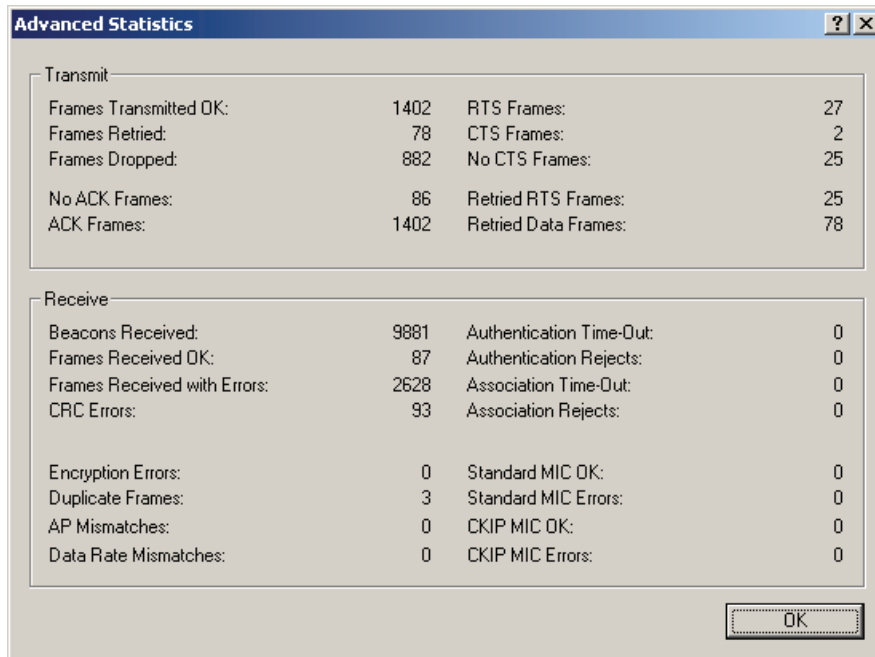 Advanced Statistics
Transmit
Frames Transmitted OK: 1402 RTS Frames: 27
Frames Retried: 78 CTS Frames: 2
Frames Dropped: 882 No CTS Frames: 25
No ACK Frames: 86 Retried RTS Frames: 25
ACK Frames: 1402 Retried Data Frames: 78
Receive
Beacons Received: 9881 Authentication Time-Out: 0
Frames Received OK: 87 Authentication Rejects: 0
Frames Received with Errors: 2628 Association Time-Out: 0
CRC Errors: 93 Association Rejects: 0
Encryption Errors: 0 Standard MIC OK: 0
Duplicate Frames: 3 Standard MIC Errors: 0
AP Mismatches: 0 CKIP MIC OK: 0
Data Rate Mismatches: 0 CKIP MIC Errors: 0
OK